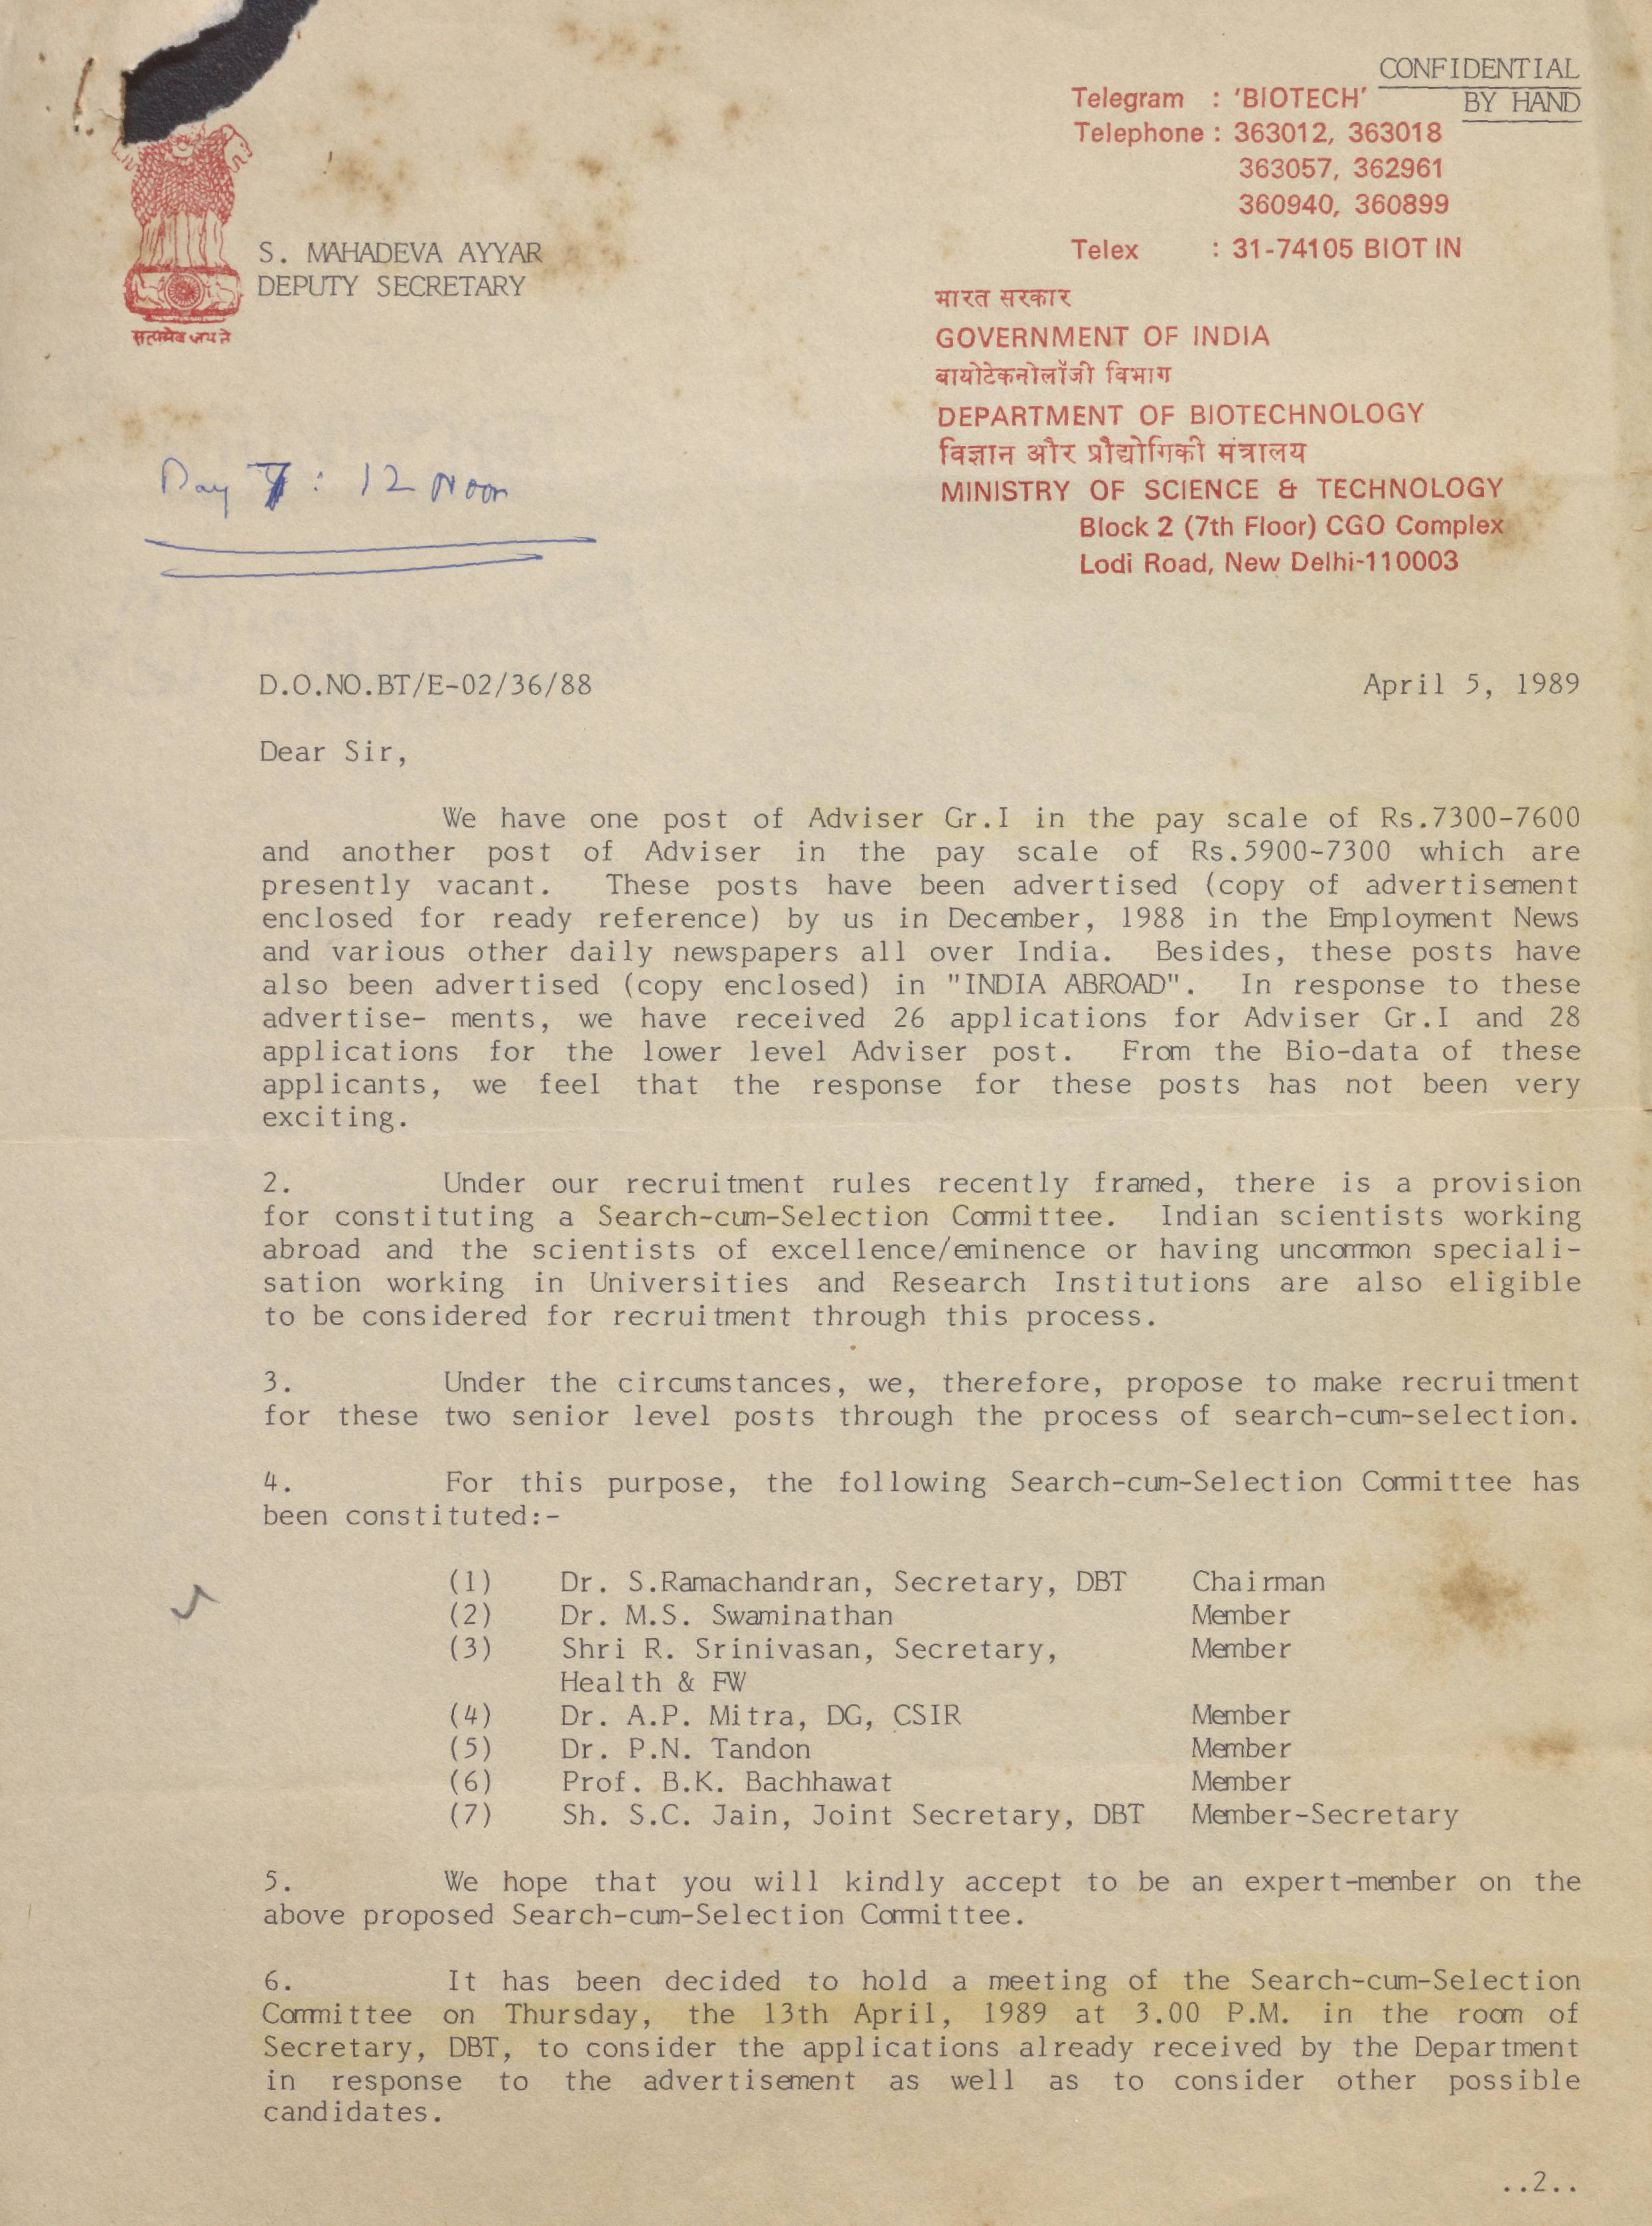 CONFIDENTIAL
BY HAND
Telegram : 'BIOTECH'
Telephone : 363012, 363018
363057, 362961
360940, 360899
Telex : 31-74105 BIOT IN
S. MAHADEVA AYYAR
DEPUTY SECRETARY
सत्यमेव जयते
भारत सरकार
GOVERNMENT OF INDIA
बायोटेक्नोलॉजी विभाग
DEPARTMENT OF BIOTECHNOLOGY
विज्ञान और प्रौद्योगिकी मंत्रालय
MINISTRY OF SCIENCE & TECHNOLOGY
Block 2 (7th Floor) CGO Complex
Lodi Road, New Delhi-110003
Day 7 : 12 Noon
D.O.NO.BT/E-02/36/88 April 5, 1989
Dear Sir,
We have one post of Adviser Gr.I in the pay scale of Rs.7300-7600
and another post of Adviser in the pay scale of Rs.5900-7300 which are
presently vacant. These posts have been advertised (copy of advertisement
enclosed for ready reference) by us in December, 1988 in the Employment News
and various other daily newspapers all over India. Besides, these posts have
also been advertised (copy enclosed) in "INDIA ABROAD". In response to these
advertise- ments, we have received 26 applications for Adviser Gr.I and 28
applications for the lower level Adviser post. From the Bio-data of these
applicants, we feel that the response for these posts has not been very
exciting.
2. Under our recruitment rules recently framed, there is a provision
for constituting a Search-cum-Selection Committee. Indian scientists working
abroad and the scientists of excellence/eminence or having uncommon speciali-
sation working in Universities and Research Institutions are also eligible
to be considered for recruitment through this process.
3. Under the circumstances, we, therefore, propose to make recruitment
for these two senior level posts through the process of search-cum-selection.
4. For this purpose, the following Search-cum-Selection Committee has
been constituted:-
(1) Dr. S.Ramachandran, Secretary, DBT Chairman
(2) Dr. M.S. Swaminathan Member
(3) Shri R. Srinivasan, Secretary, Member
Health & FW
(4) Dr. A.P. Mitra, DG, CSIR Member
(5) Dr. P.N. Tandon Member
(6) Prof. B.K. Bachhawat Member
(7) Sh. S.C. Jain, Joint Secretary, DBT Member-Secretary
5. We hope that you will kindly accept to be an expert-member on the
above proposed Search-cum-Selection Committee.
6. It has been decided to hold a meeting of the Search-cum-Selection
Committee on Thursday, the 13th April, 1989 at 3.00 P.M. in the room of
Secretary, DBT, to consider the applications already received by the Department
in response to the advertisement as well as to consider other possible
candidates.
..2..